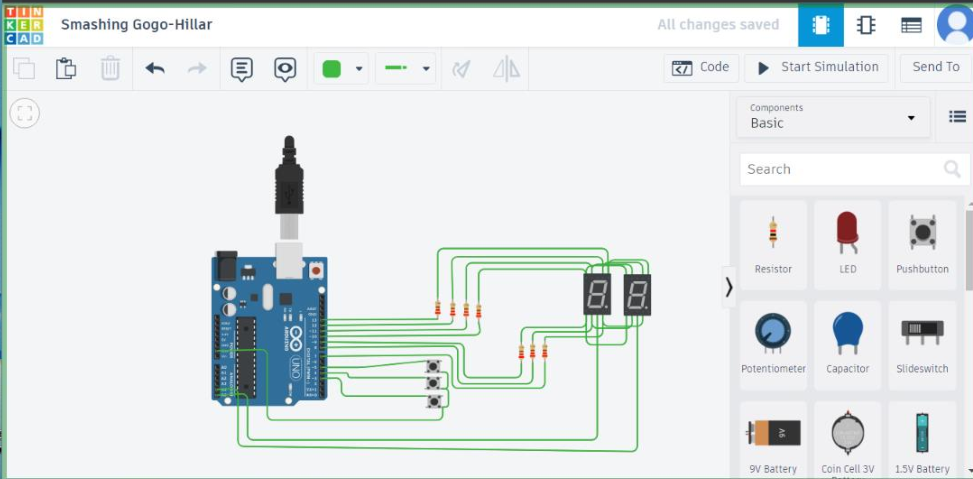 TIN
KER
CAD
Smashing Gogo-Hillar
All changes saved
Code
Start Simulation
Send To
Components
Basic
Search
Resistor
LED
Pushbutton
Potentiometer
Capacitor
Slideswitch
9V
9V Battery
Coin Cell 3V
1.5V Battery
ARDUINO
UNO